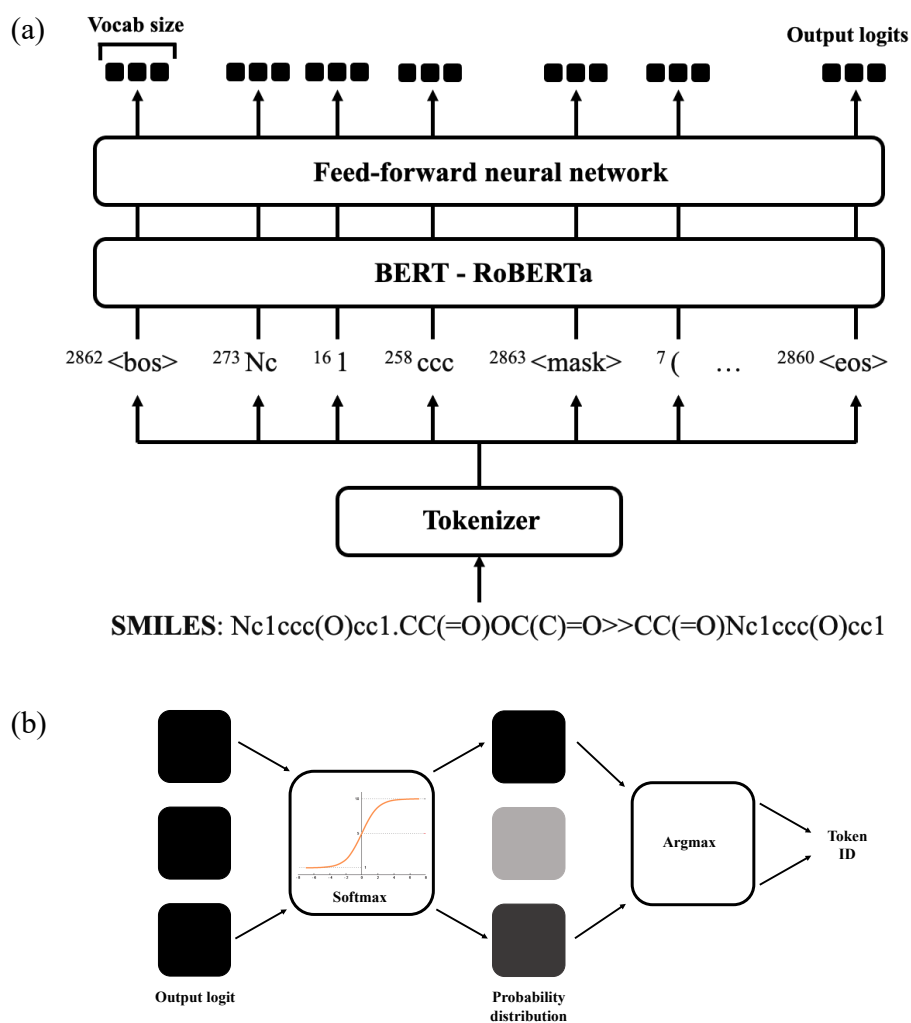 (a)
Vocab size
Output logits
Feed-forward neural network
BERT - RoBERTa
2862 <bos> 273 Nc 16 1 258 ccc 2863 <mask> 7 ( ... 2860 <eos>
Tokenizer
SMILES: Nc1ccc(O)cc1.CC(=O)OC(C)=O>>CC(=O)Nc1ccc(O)cc1
(b)
Softmax
Argmax
Token
ID
Output logit
Probability
distribution